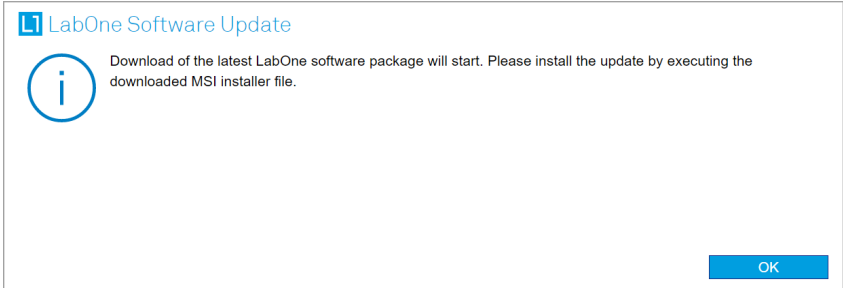 L1 LabOne Software Update
Download of the latest LabOne software package will start. Please install the update by executing the
downloaded MSI installer file.
OK